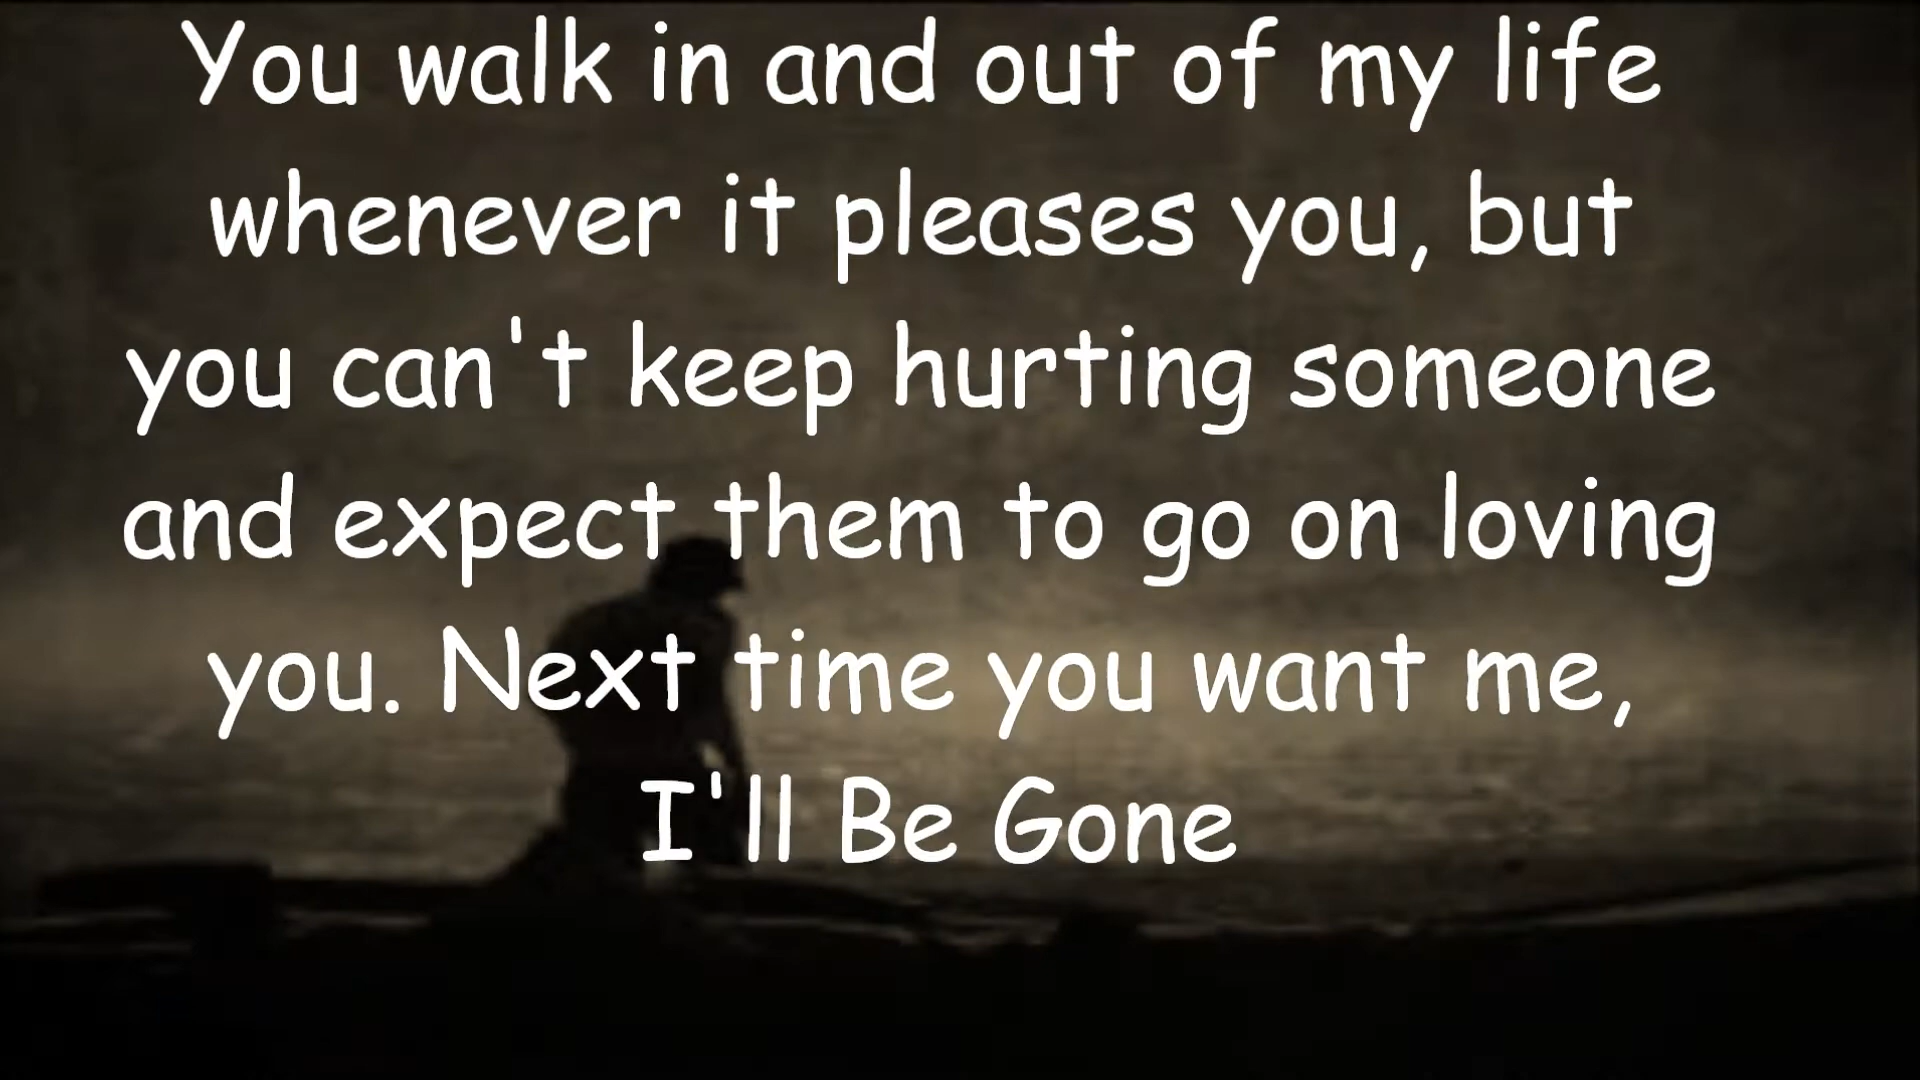 You walk in and out of my life
whenever it pleases you, but
you can't keep hurting someone
and expect them to go on loving
you. Next time you want me,
I'll Be Gone